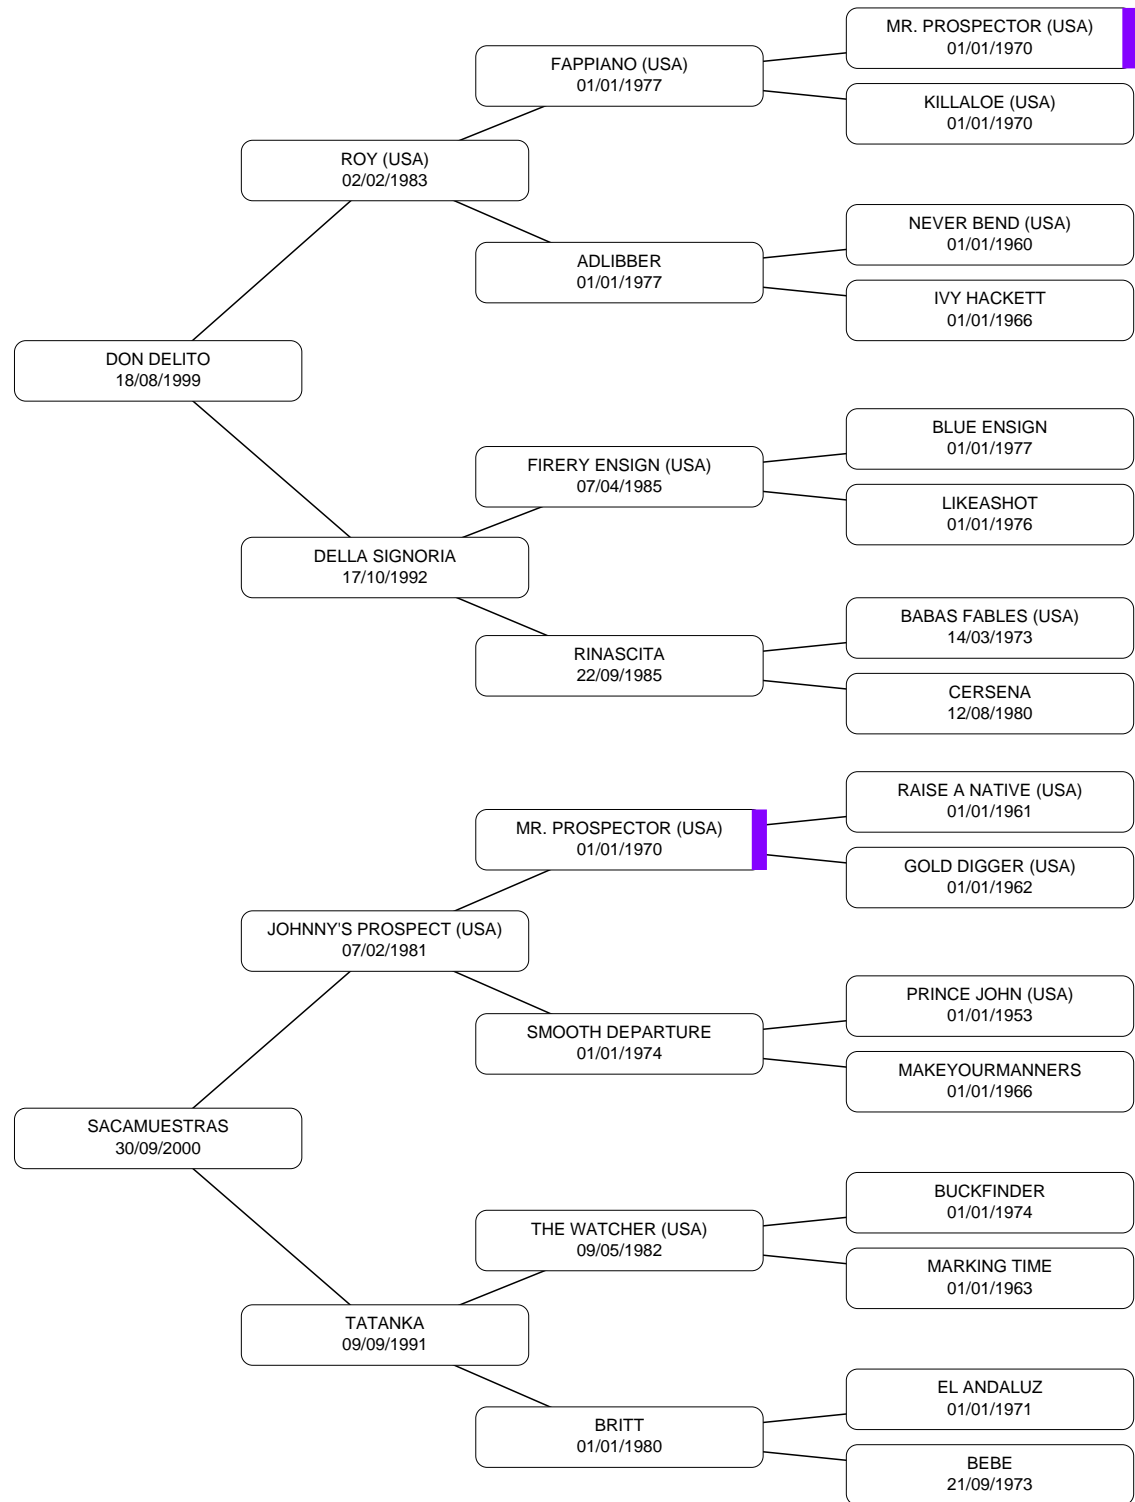 MR. PROSPECTOR (USA)
01/01/1970
FAPPIANO (USA)
01/01/1977
KILLALOE (USA)
01/01/1970
ROY (USA)
02/02/1983
NEVER BEND (USA)
01/01/1960
ADLIBBER
01/01/1977
IVY HACKETT
01/01/1966
DON DELITO
18/08/1999
BLUE ENSIGN
01/01/1977
FIRERY ENSIGN (USA)
07/04/1985
LIKEASHOT
01/01/1976
DELLA SIGNORIA
17/10/1992
BABAS FABLES (USA)
14/03/1973
RINASCITA
22/09/1985
CERSENA
12/08/1980
RAISE A NATIVE (USA)
01/01/1961
MR. PROSPECTOR (USA)
01/01/1970
GOLD DIGGER (USA)
01/01/1962
JOHNNY'S PROSPECT (USA)
07/02/1981
PRINCE JOHN (USA)
01/01/1953
SMOOTH DEPARTURE
01/01/1974
MAKEYOURMANNERS
01/01/1966
SACAMUESTRAS
30/09/2000
BUCKFINDER
01/01/1974
THE WATCHER (USA)
09/05/1982
MARKING TIME
01/01/1963
TATANKA
09/09/1991
EL ANDALUZ
01/01/1971
BRITT
01/01/1980
BEBE
21/09/1973